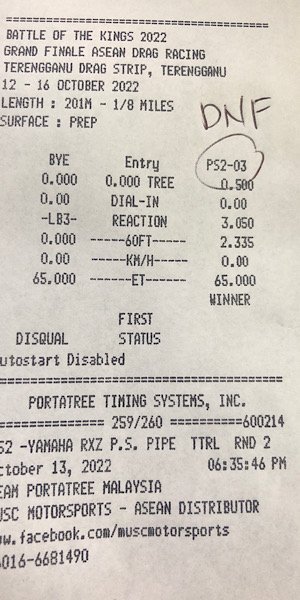 BATTLE OF THE KINGS 2022
GRAND FINALE ASEAN DRAG RACING
TERENGGANU DRAG STRIP, TERENGGANU
12 - 16 OCTOBER 2022
LENGTH : 201M - 1/8 MILES
SURFACE : PREP
DNF
BYE Entry PS2-03
0.000 0.000 TREE 0.500
0.00 DIAL-IN 0.00
-LB3- REACTION 3.050
0.000 ------60FT------ 2.335
0.00 ------KM/H------ 0.00
65.000 -------ET------- 65.000
WINNER
FIRST
DISQUAL STATUS
utostart Disabled
PORTATREE TIMING SYSTEMS, INC.
============== 259/260 ==========600214
S2 -YAMAHA RXZ P.S. PIPE TTRL RND 2
ctober 13, 2022 06:35:46 PM
EAM PORTATREE MALAYSIA
USC MOTORSPORTS - ASEAN DISTRIBUTOR
ww.facebook.com/muscmotorsports
016-6681490